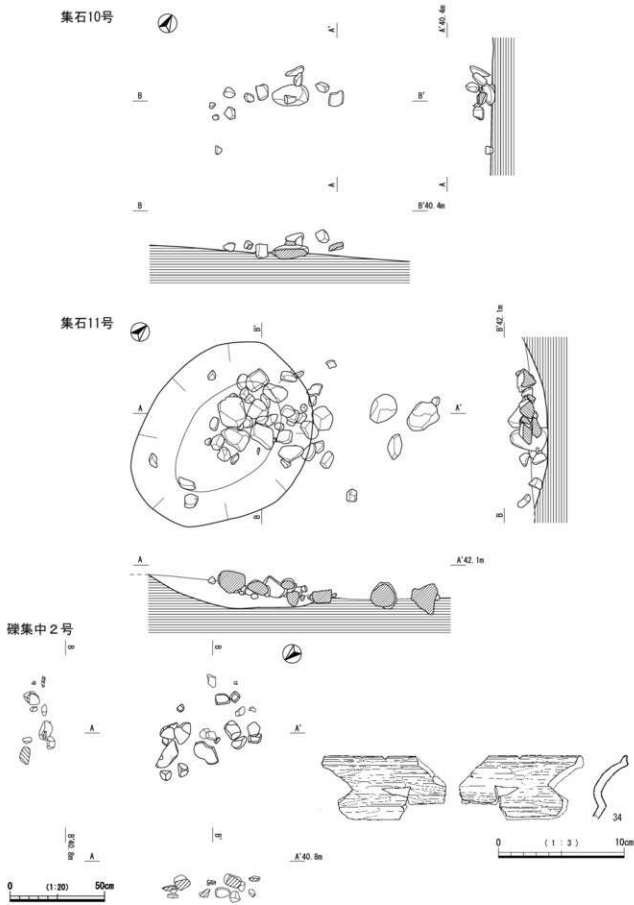 集石10号
A'
A'40.4m
B
B'
A
A
B
B'40.4m
集石11号
B'
B'42.1m
A
A'
B
B
A
A'42.1m
礫集中2号
B
B
A
A'
B'40.8m
B'
A
A'40.8m
34
0 (1:20) 50cm
0 (1:3) 10cm